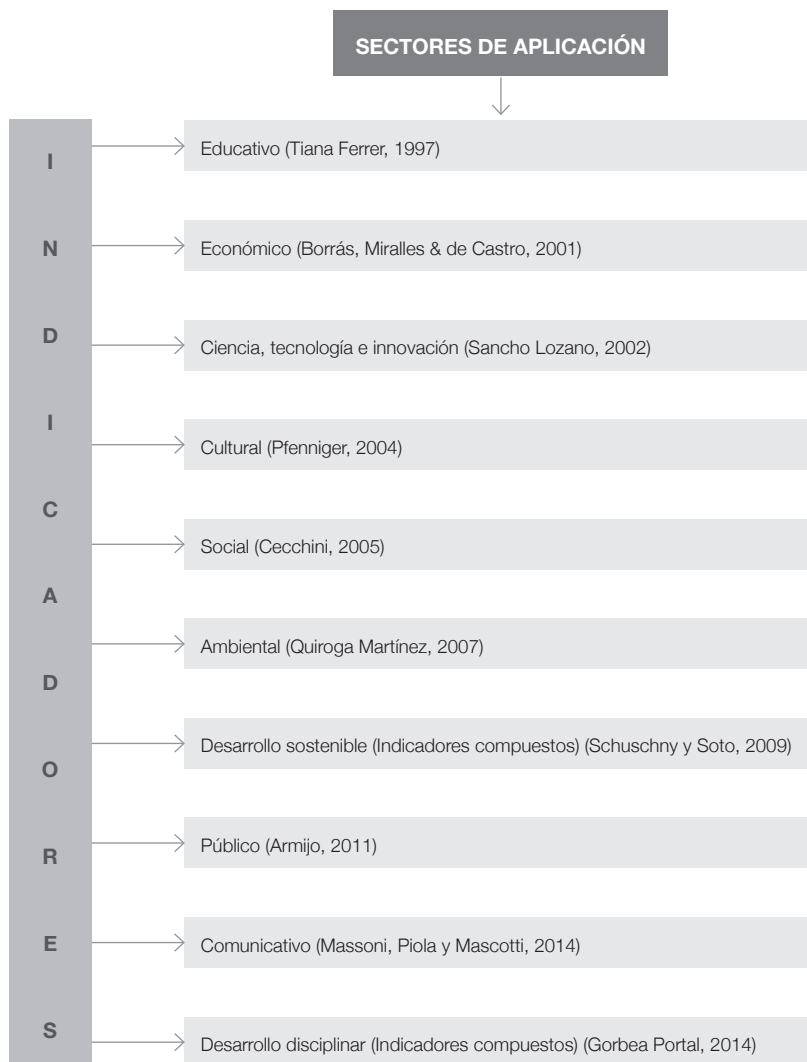 SECTORES DE APLICACIÓN
INDICADORES
Educativo (Tiana Ferrer, 1997)
Económico (Borrás, Miralles & de Castro, 2001)
Ciencia, tecnología e innovación (Sancho Lozano, 2002)
Cultural (Pfenniger, 2004)
Social (Cecchini, 2005)
Ambiental (Quiroga Martínez, 2007)
Desarrollo sostenible (Indicadores compuestos) (Schuschny y Soto, 2009)
Público (Armijo, 2011)
Comunicativo (Massoni, Piola y Mascotti, 2014)
Desarrollo disciplinar (Indicadores compuestos) (Gorbea Portal, 2014)